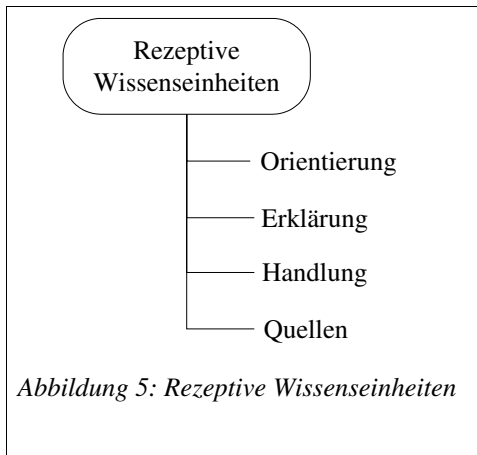 Rezeptive
Wissenseinheiten
Orientierung
Erklärung
Handlung
Quellen
Abbildung 5: Rezeptive Wissenseinheiten